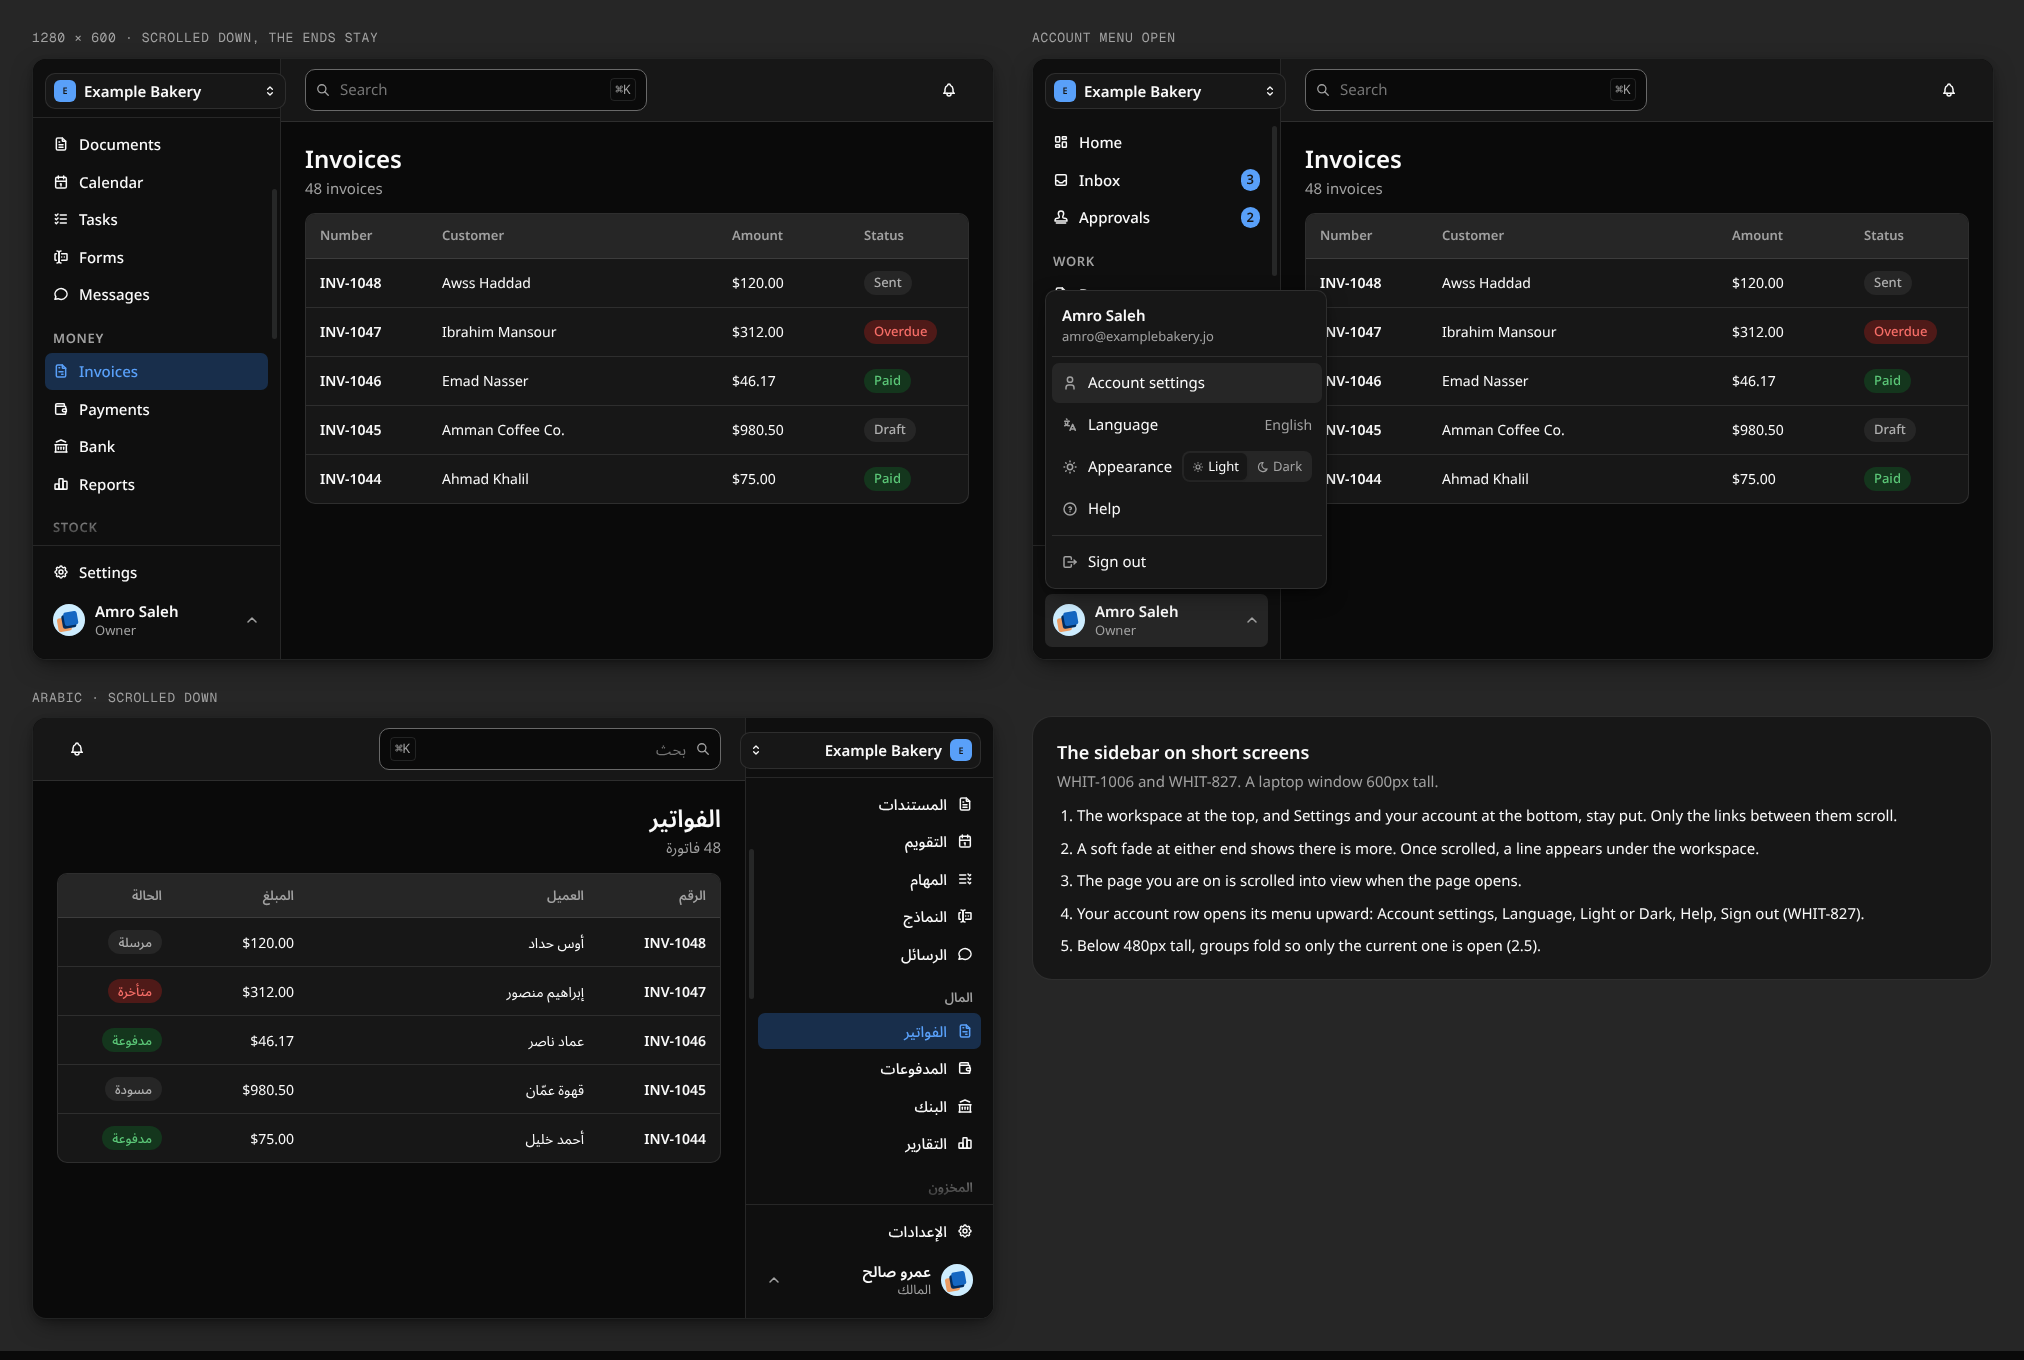 1280 × 600 · SCROLLED DOWN, THE ENDS STAY
E Example Bakery
Search ⌘K
Documents
Calendar
Tasks
Forms
Messages
MONEY
Invoices
Payments
Bank
Reports
STOCK
Settings
Amro Saleh
Owner
Invoices
48 invoices
Number Customer Amount Status
INV-1048 Awss Haddad $120.00 Sent
INV-1047 Ibrahim Mansour $312.00 Overdue
INV-1046 Emad Nasser $46.17 Paid
INV-1045 Amman Coffee Co. $980.50 Draft
INV-1044 Ahmad Khalil $75.00 Paid
ACCOUNT MENU OPEN
E Example Bakery
Search ⌘K
Home
Inbox 3
Approvals 2
WORK
Amro Saleh
amro@examplebakery.jo
Account settings
Language English
Appearance Light Dark
Help
Sign out
Amro Saleh
Owner
Invoices
48 invoices
Number Customer Amount Status
INV-1048 Awss Haddad $120.00 Sent
NV-1047 Ibrahim Mansour $312.00 Overdue
NV-1046 Emad Nasser $46.17 Paid
NV-1045 Amman Coffee Co. $980.50 Draft
NV-1044 Ahmad Khalil $75.00 Paid
ARABIC · SCROLLED DOWN
E Example Bakery
بحث ⌘K
المستندات
التقويم
المهام
النماذج
الرسائل
المال
الفواتير
المدفوعات
البنك
التقارير
المخزون
الإعدادات
عمرو صالح
المالك
الفواتير
48 فاتورة
الرقم العميل المبلغ الحالة
INV-1048 أوس حداد $120.00 مرسلة
INV-1047 إبراهيم منصور $312.00 متأخرة
INV-1046 عماد ناصر $46.17 مدفوعة
INV-1045 قهوة عمّان $980.50 مسودة
INV-1044 أحمد خليل $75.00 مدفوعة
The sidebar on short screens
WHIT-1006 and WHIT-827. A laptop window 600px tall.
1. The workspace at the top, and Settings and your account at the bottom, stay put. Only the links between them scroll.
2. A soft fade at either end shows there is more. Once scrolled, a line appears under the workspace.
3. The page you are on is scrolled into view when the page opens.
4. Your account row opens its menu upward: Account settings, Language, Light or Dark, Help, Sign out (WHIT-827).
5. Below 480px tall, groups fold so only the current one is open (2.5).